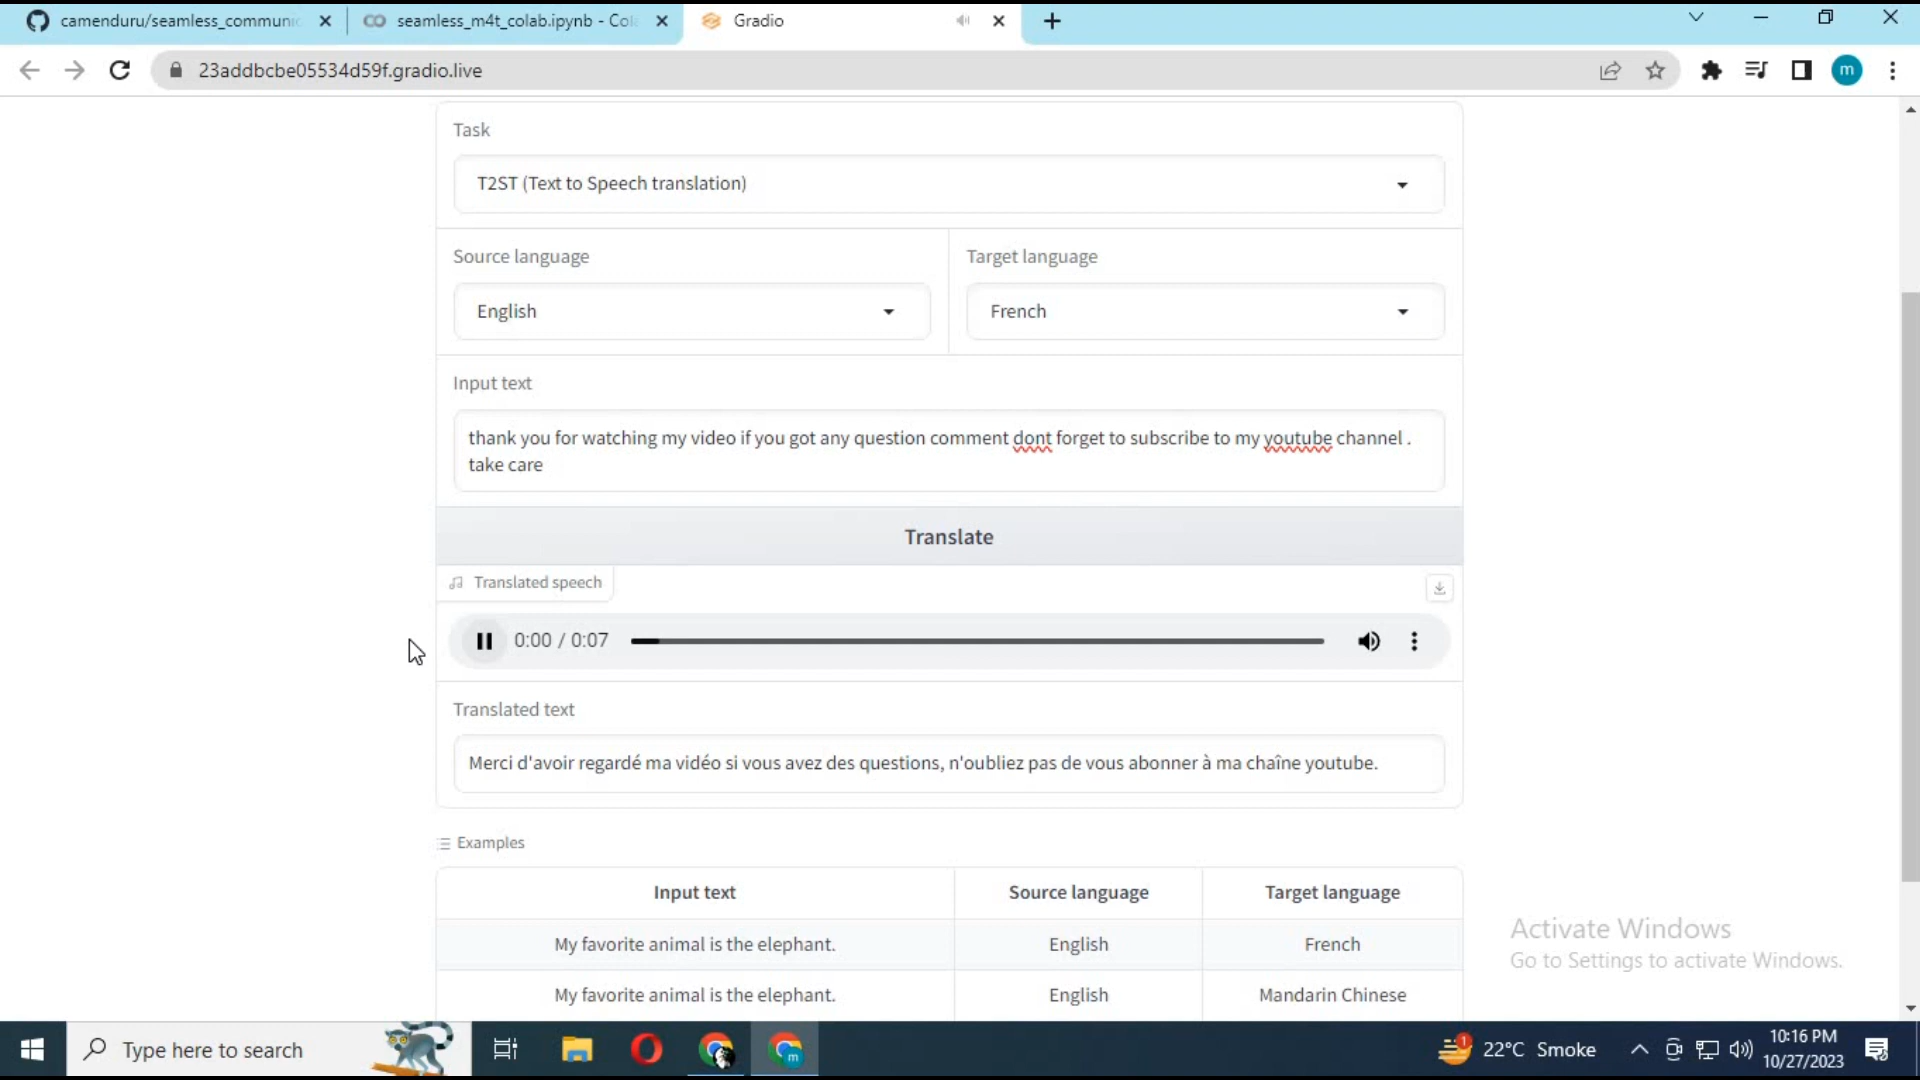 camenduru/seamless_communic
seamless_m4t_colab.ipynb - Col
Gradio
23addbcbe05534d59f.gradio.live
m
Task
T2ST (Text to Speech translation)
Source language
Target language
English
French
Input text
thank you for watching my video if you got any question comment dont forget to subscribe to my youtube channel .
take care
Translate
Translated speech
0:00 / 0:07
Translated text
Merci d'avoir regardé ma vidéo si vous avez des questions, n'oubliez pas de vous abonner à ma chaîne youtube.
Examples
Input text Source language Target language
My favorite animal is the elephant. English French
My favorite animal is the elephant. English Mandarin Chinese
Activate Windows
Go to Settings to activate Windows.
Type here to search
m
1
22°C Smoke
10:16 PM
10/27/2023